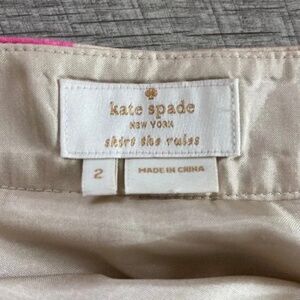 kate spade
NEW YORK
skirt the rules
2
MADE IN CHINA